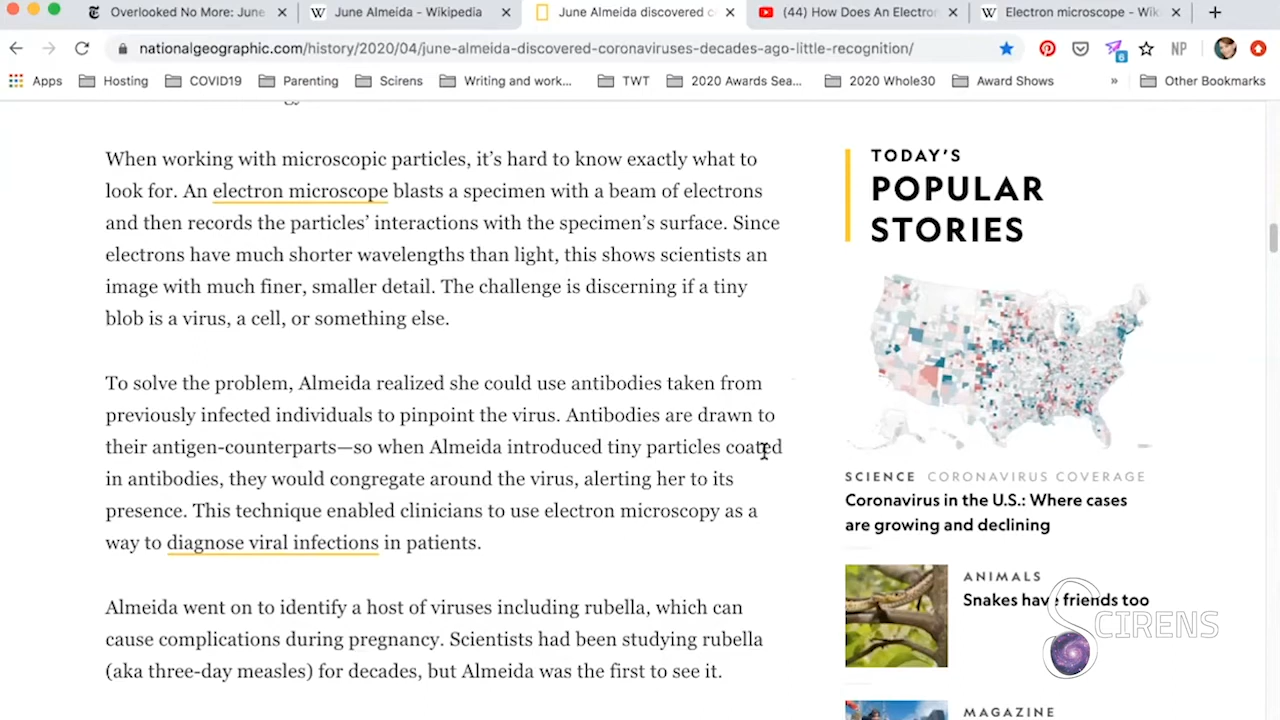 Overlooked No More: June
June Almeida - Wikipedia
June Almeida discovered c
(44) How Does An Electron
Electron microscope - Wik
nationalgeographic.com/history/2020/04/june-almeida-discovered-coronaviruses-decades-ago-little-recognition/
6
NP
Apps
Hosting
COVID19
Parenting
Scirens
Writing and work...
TWT
2020 Awards Sea...
2020 Whole30
Award Shows
»
Other Bookmarks
When working with microscopic particles, it’s hard to know exactly what to
look for. An electron microscope blasts a specimen with a beam of electrons
and then records the particles’ interactions with the specimen’s surface. Since
electrons have much shorter wavelengths than light, this shows scientists an
image with much finer, smaller detail. The challenge is discerning if a tiny
blob is a virus, a cell, or something else.
To solve the problem, Almeida realized she could use antibodies taken from
previously infected individuals to pinpoint the virus. Antibodies are drawn to
their antigen-counterparts—so when Almeida introduced tiny particles coated
in antibodies, they would congregate around the virus, alerting her to its
presence. This technique enabled clinicians to use electron microscopy as a
way to diagnose viral infections in patients.
Almeida went on to identify a host of viruses including rubella, which can
cause complications during pregnancy. Scientists had been studying rubella
(aka three-day measles) for decades, but Almeida was the first to see it.
TODAY’S
POPULAR
STORIES
SCIENCE CORONAVIRUS COVERAGE
Coronavirus in the U.S.: Where cases
are growing and declining
ANIMALS
Snakes have friends too
SCIRENS
MAGAZINE